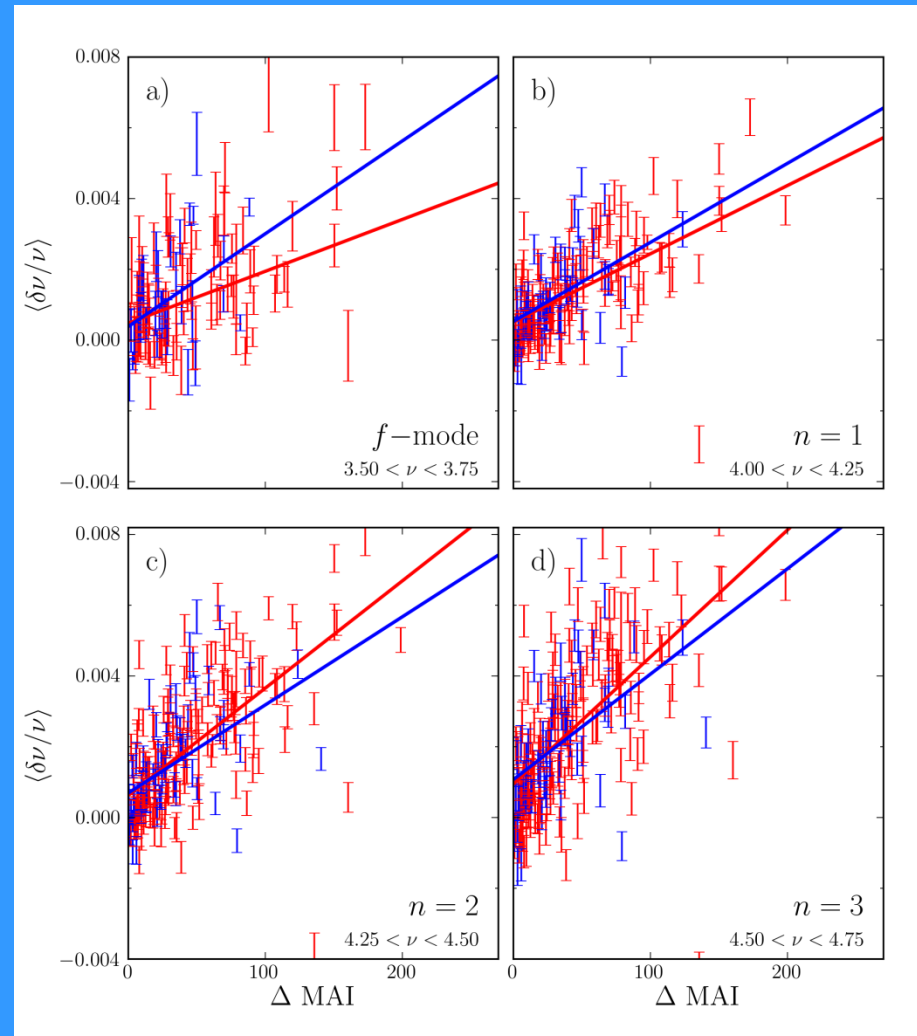 0.008
0.004
0.000
−0.004
⟨δν/ν⟩
a)
f−mode
3.50 < ν < 3.75
b)
n = 1
4.00 < ν < 4.25
0.008
0.004
0.000
−0.004
⟨δν/ν⟩
c)
n = 2
4.25 < ν < 4.50
d)
n = 3
4.50 < ν < 4.75
0 100 200
0 100 200
Δ MAI
Δ MAI